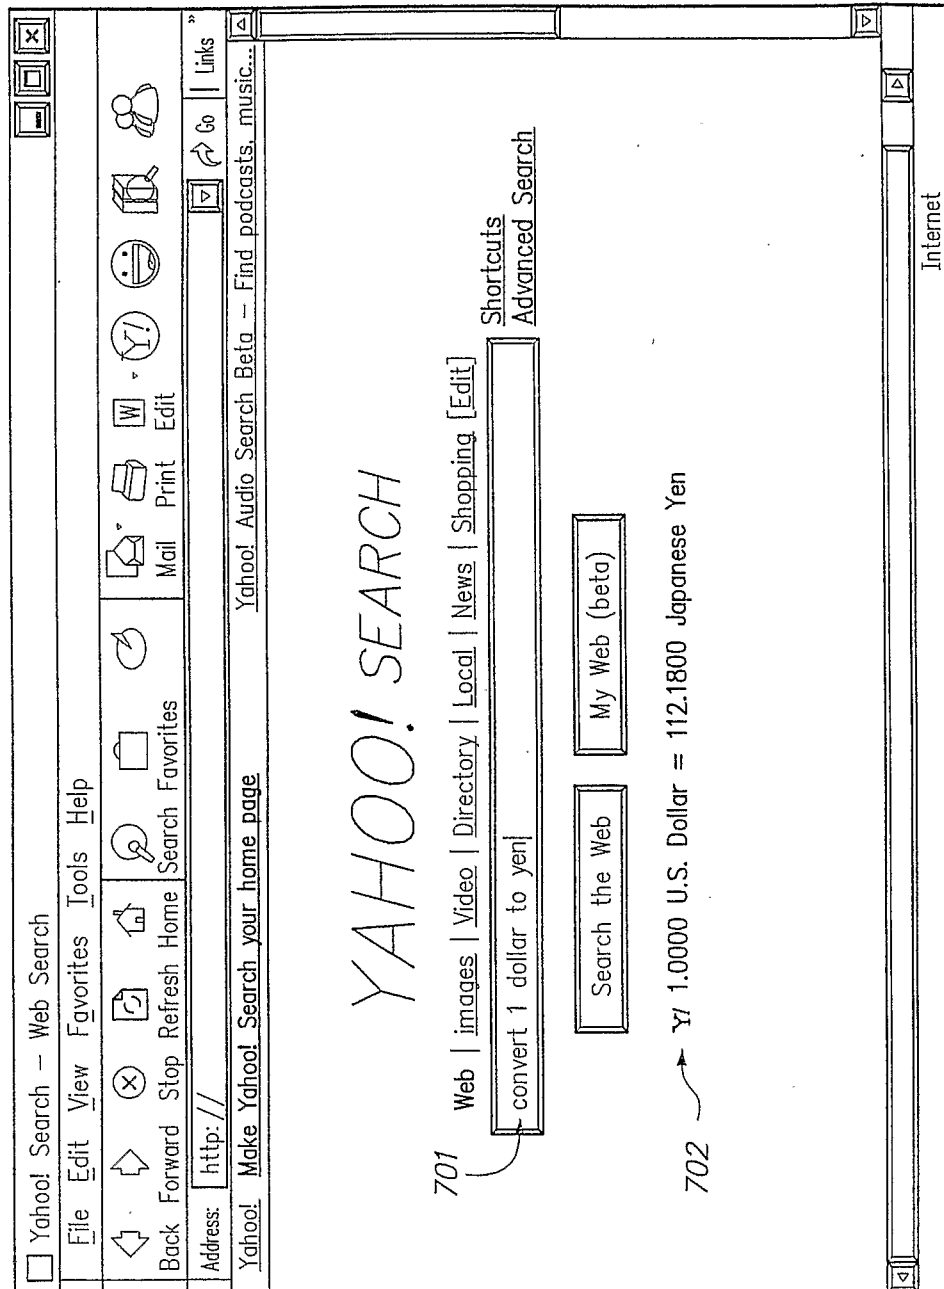 Yahoo! Search — Web Search
File Edit View Favorites Tools Help
Back Forward Stop Refresh Home Search Favorites Mail Print Edit
W Y!
Address: http:// Go Links »
Yahoo! Make Yahoo! Search your home page Yahoo! Audio Search Beta — Find podcasts, music...
YAHOO! SEARCH
Web | images | Video | Directory | Local | News | Shopping [Edit]
701 convert 1 dollar to yen Shortcuts
Advanced Search
Search the Web My Web (beta)
702 Y! 1.0000 U.S. Dollar = 112.1800 Japanese Yen
Internet